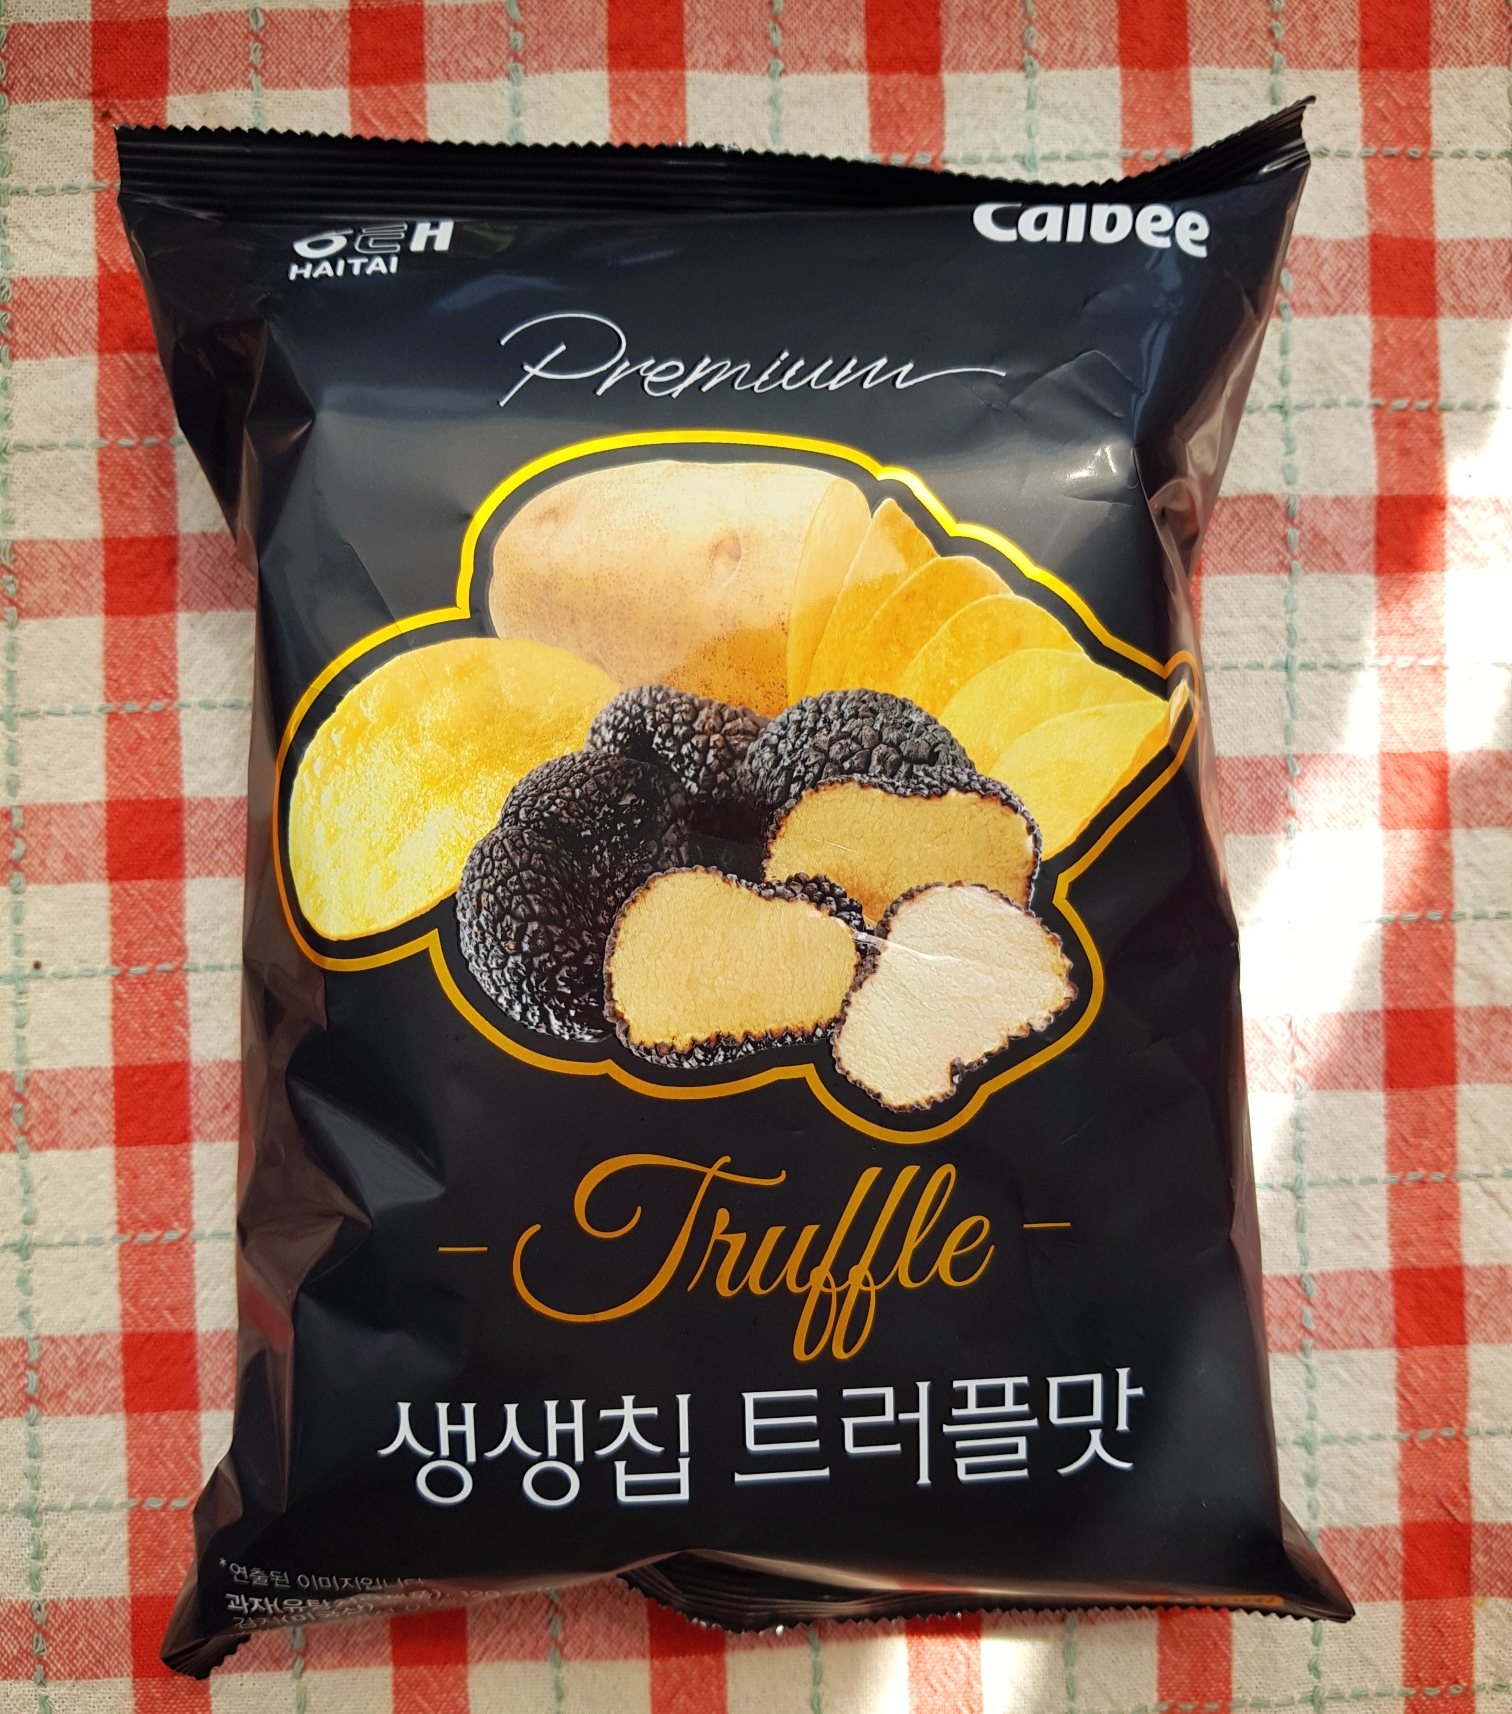 해태
HAITAI
Calbee
Premium
Truffle
생생칩 트러플맛
*연출된 이미지입니다